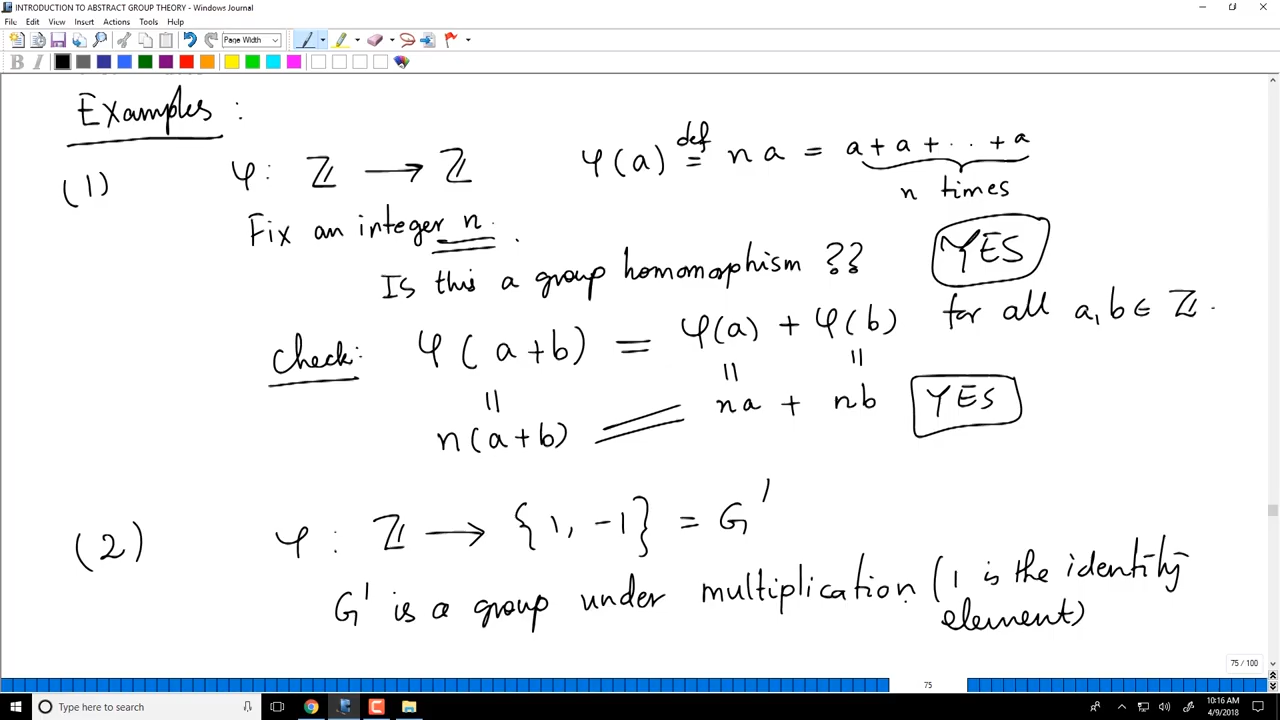 INTRODUCTION TO ABSTRACT GROUP THEORY - Windows Journal
File Edit View Insert Actions Tools Help
Page Width
B I
Examples :
(1) φ : ℤ → ℤ φ(a) def = na = a + a + . . + a
n times
Fix an integer n.
Is this a group homomorphism ?? YES
Check: φ(a+b) = φ(a) + φ(b) for all a, b ∈ ℤ.
|| || ||
n(a+b) = na + nb YES
(2) φ : ℤ → {1, -1} = G'
G' is a group under multiplication (1 is the identity
element)
75 / 100
75
Type here to search
10:16 AM
4/9/2018